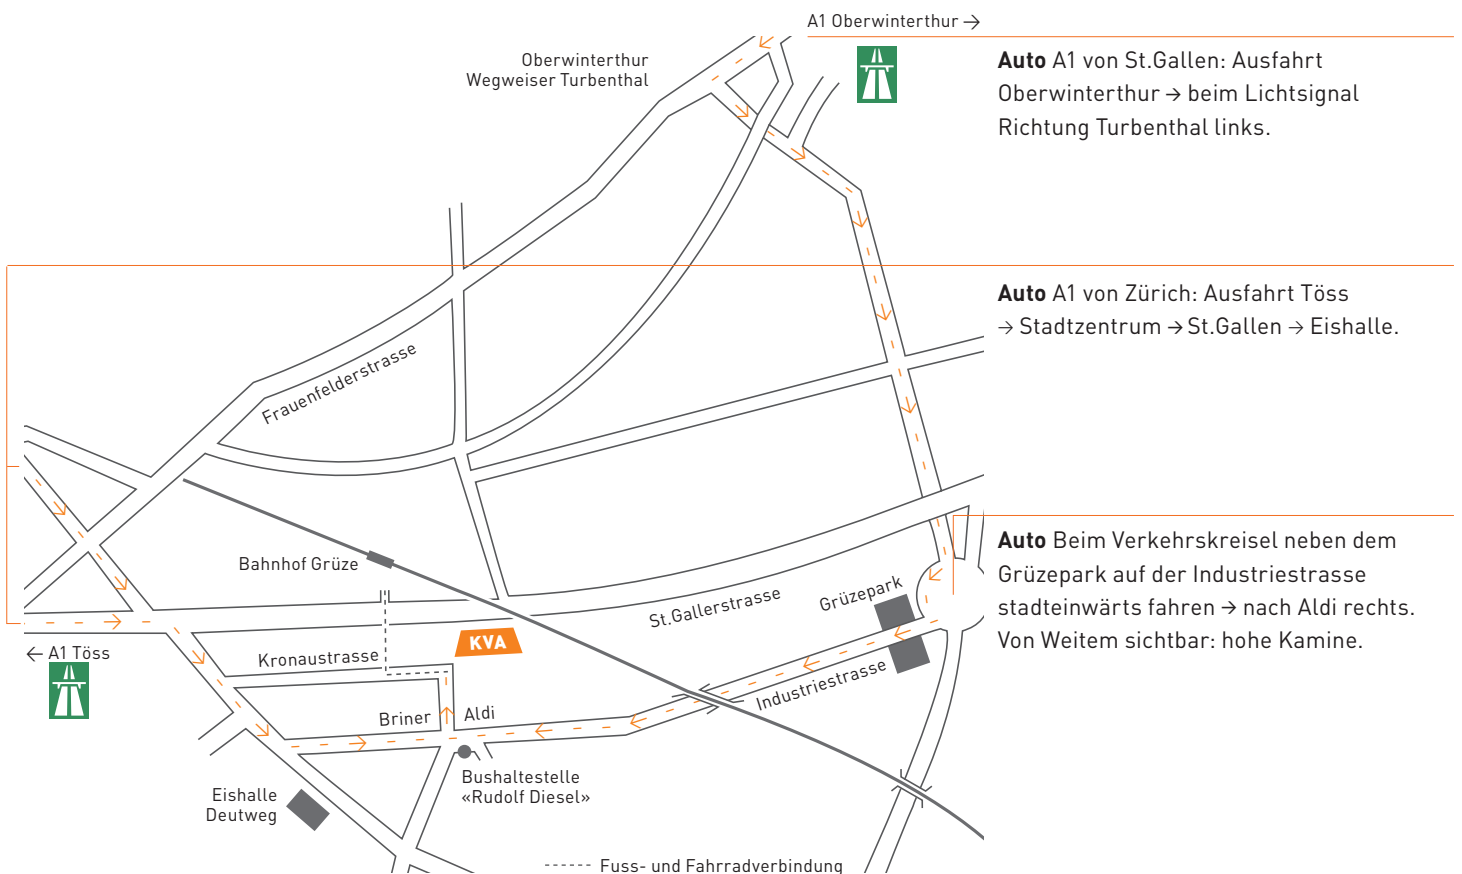 A1 Oberwinterthur →
Oberwinterthur
Wegweiser Turbenthal
Auto A1 von St.Gallen: Ausfahrt
Oberwinterthur → beim Lichtsignal
Richtung Turbenthal links.
Auto A1 von Zürich: Ausfahrt Töss
→ Stadtzentrum → St.Gallen → Eishalle.
Frauenfelderstrasse
Auto Beim Verkehrskreisel neben dem
Grüzepark auf der Industriestrasse
stadteinwärts fahren → nach Aldi rechts.
Von Weitem sichtbar: hohe Kamine.
Bahnhof Grüze
St.Gallerstrasse
Grüzepark
KVA
← A1 Töss
Kronaustrasse
Industriestrasse
Briner
Aldi
Bushaltestelle
«Rudolf Diesel»
Eishalle
Deutweg
Fuss- und Fahrradverbindung